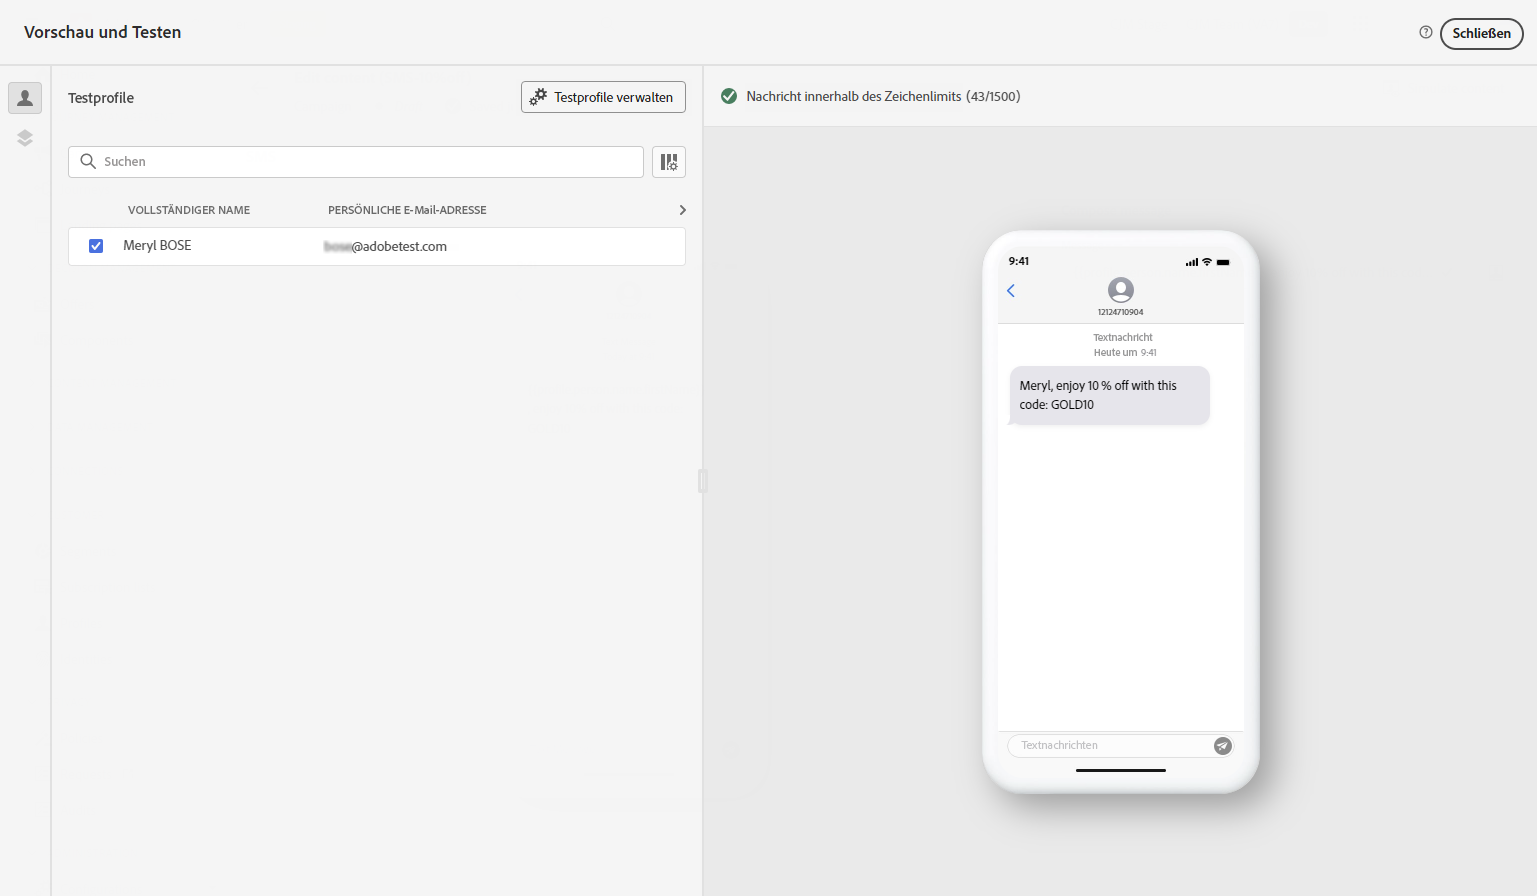 Vorschau und Testen
Schließen
Testprofile
Testprofile verwalten
Nachricht innerhalb des Zeichenlimits (43/1500)
Suchen
VOLLSTÄNDIGER NAME
PERSÖNLICHE E-Mail-ADRESSE
Meryl BOSE
@adobetest.com
9:41
12124710904
Textnachricht
Heute um 9:41
Meryl, enjoy 10 % off with this
code: GOLD10
Textnachrichten